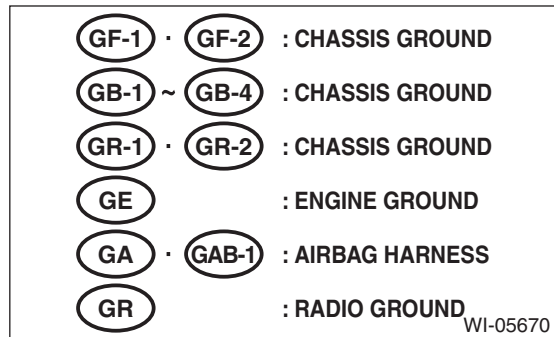 GF-1 · GF-2 : CHASSIS GROUND
GB-1 ~ GB-4 : CHASSIS GROUND
GR-1 · GR-2 : CHASSIS GROUND
GE : ENGINE GROUND
GA · GAB-1 : AIRBAG HARNESS
GR : RADIO GROUND
WI-05670